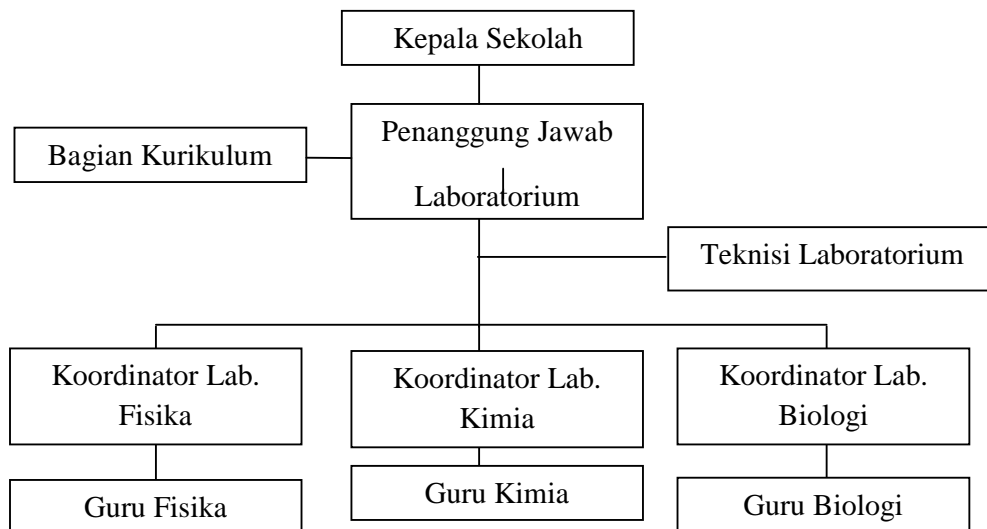 Kepala Sekolah
Penanggung Jawab
Laboratorium
Bagian Kurikulum
Teknisi Laboratorium
Koordinator Lab.
Fisika
Koordinator Lab.
Kimia
Koordinator Lab.
Biologi
Guru Fisika
Guru Kimia
Guru Biologi